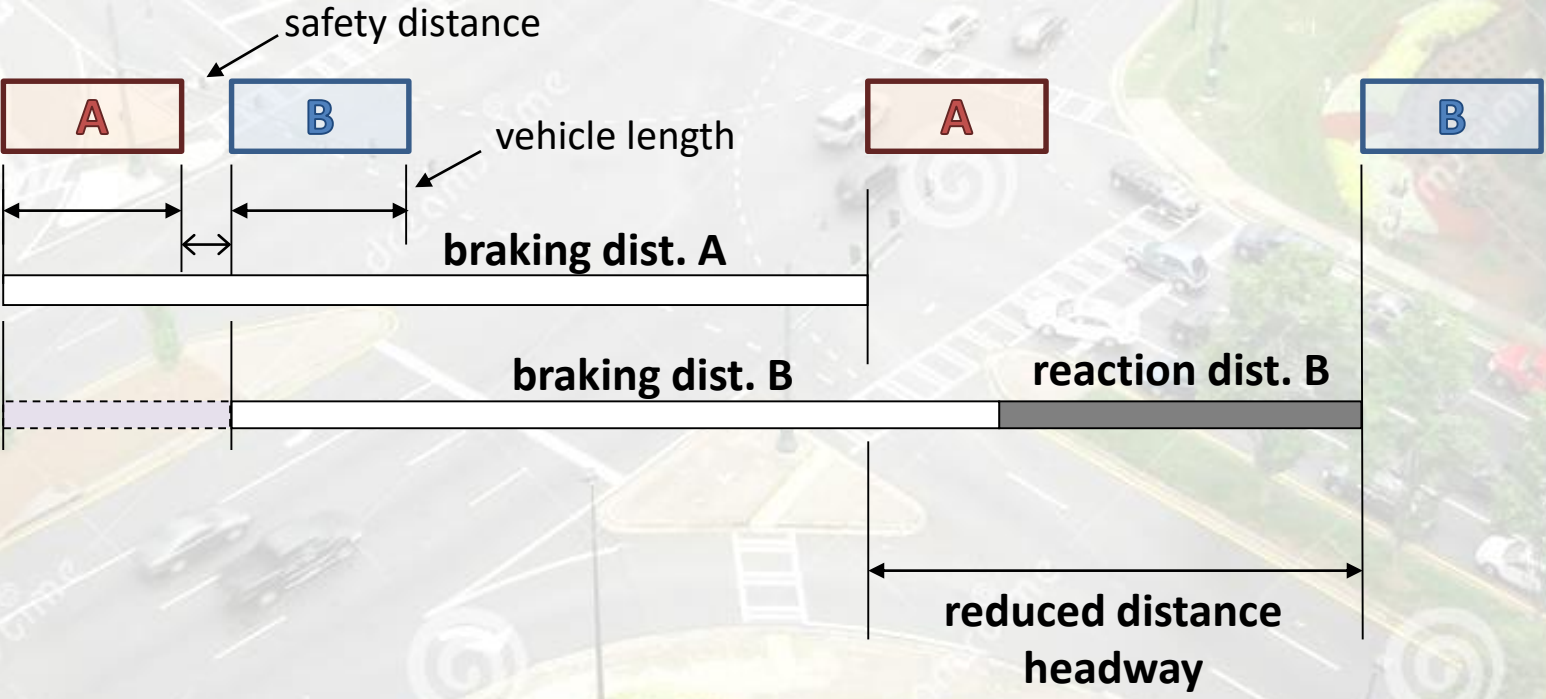 safety distance
A
B
A
B
vehicle length
braking dist. A
braking dist. B
reaction dist. B
reduced distance
headway